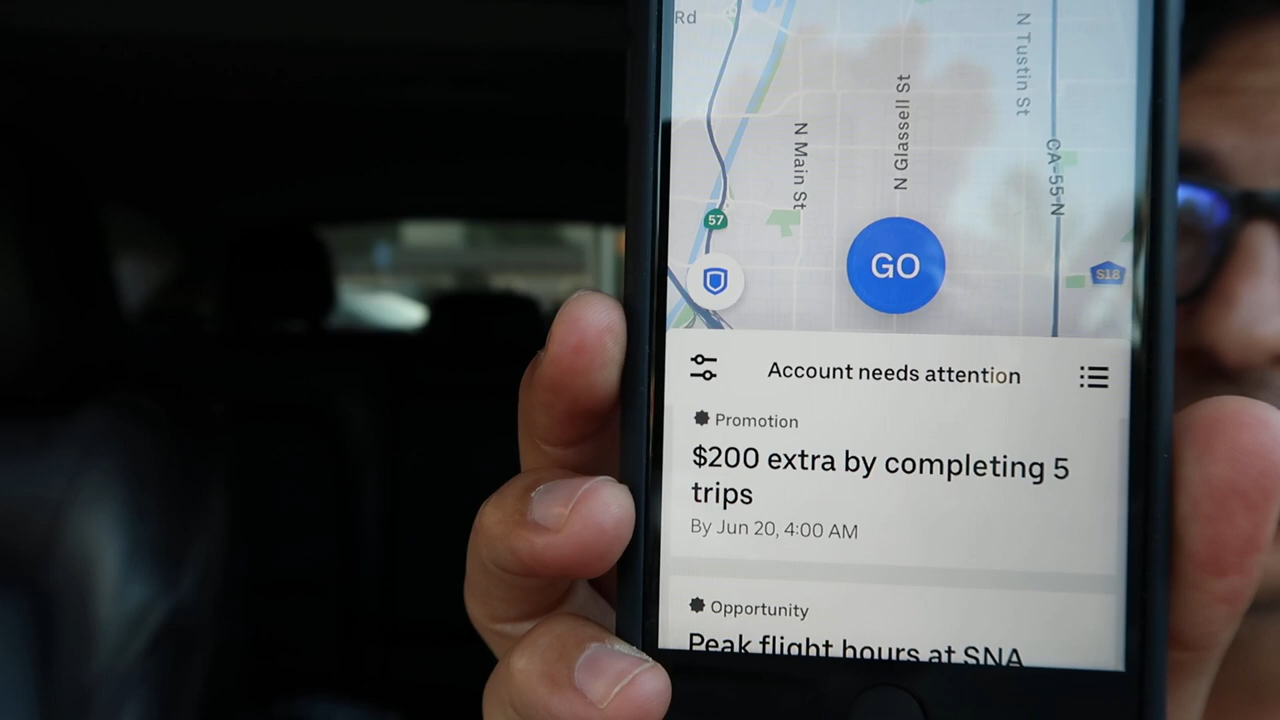 Rd
N Tustin St
N Glassell St
N Main St
CA-55 N
57
S18
GO
Account needs attention
Promotion
$200 extra by completing 5
trips
By Jun 20, 4:00 AM
Opportunity
Peak flight hours at SNA